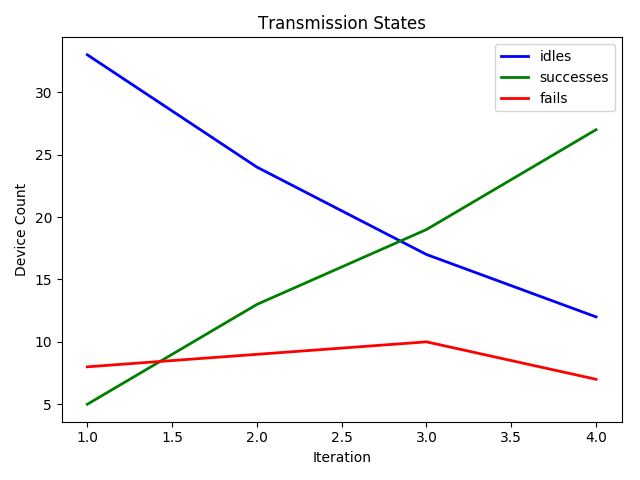 Transmission States
idles
successes
fails
Device Count
30
25
20
15
10
5
1.0 1.5 2.0 2.5 3.0 3.5 4.0
Iteration